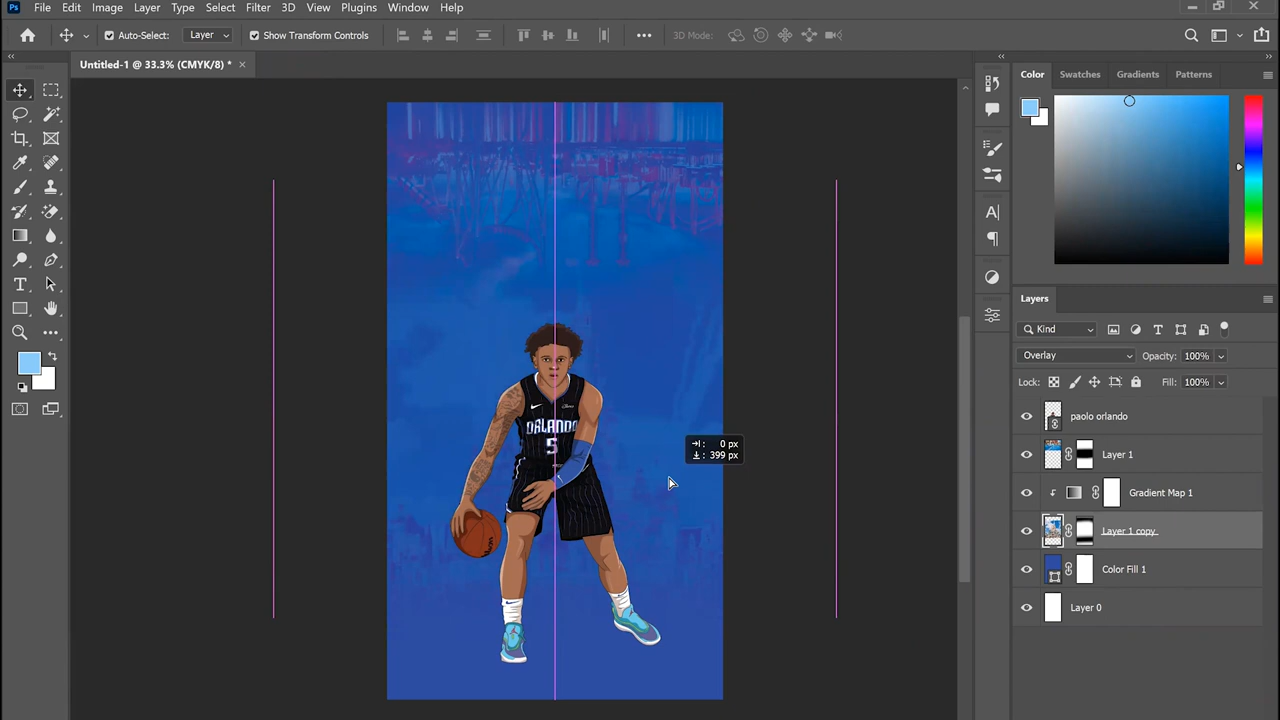 Ps File Edit Image Layer Type Select Filter 3D View Plugins Window Help
Auto-Select: Layer Show Transform Controls 3D Mode:
Untitled-1 @ 33.3% (CMYK/8) *
Color Swatches Gradients Patterns
Layers
Kind
Overlay Opacity: 100%
Lock: Fill: 100%
paolo orlando
Layer 1
Gradient Map 1
Layer 1 copy
Color Fill 1
Layer 0
ORLANDO
5
0 px
399 px